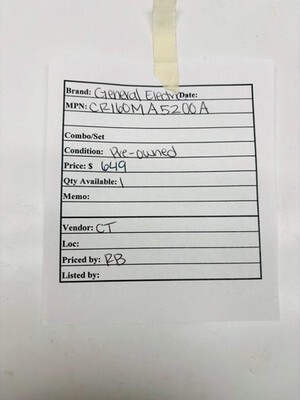 Brand: General Electric Date:
MPN: CR160MA5200A
Combo/Set
Condition: Pre-owned
Price: $ 649
Qty Available: 1
Memo:
Vendor: CT
Loc:
Priced by: RB
Listed by: